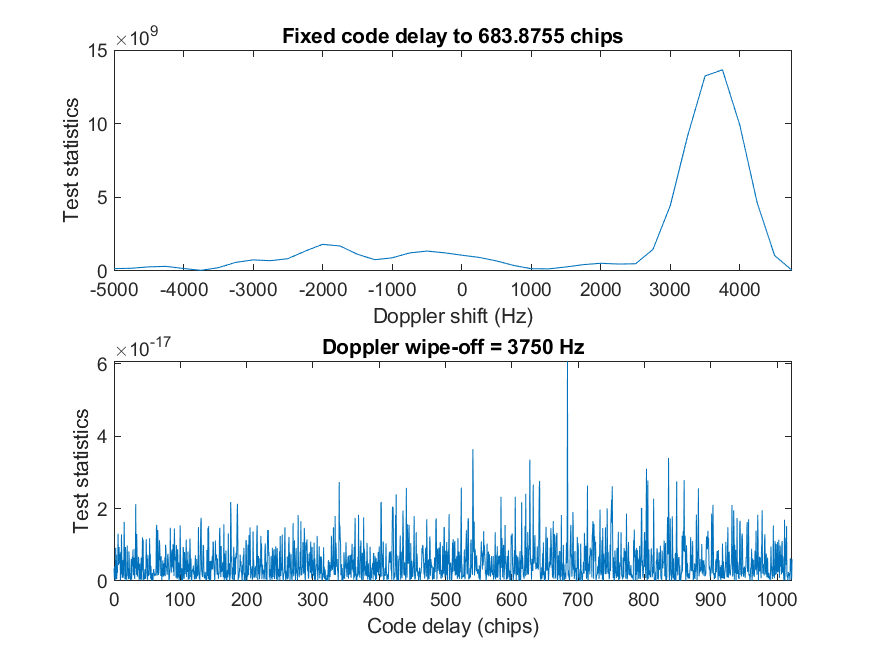 ×10^9
Fixed code delay to 683.8755 chips
15
10
5
0
Test statistics
-5000 -4000 -3000 -2000 -1000 0 1000 2000 3000 4000
Doppler shift (Hz)
×10^-17
Doppler wipe-off = 3750 Hz
6
4
2
0
Test statistics
0 100 200 300 400 500 600 700 800 900 1000
Code delay (chips)